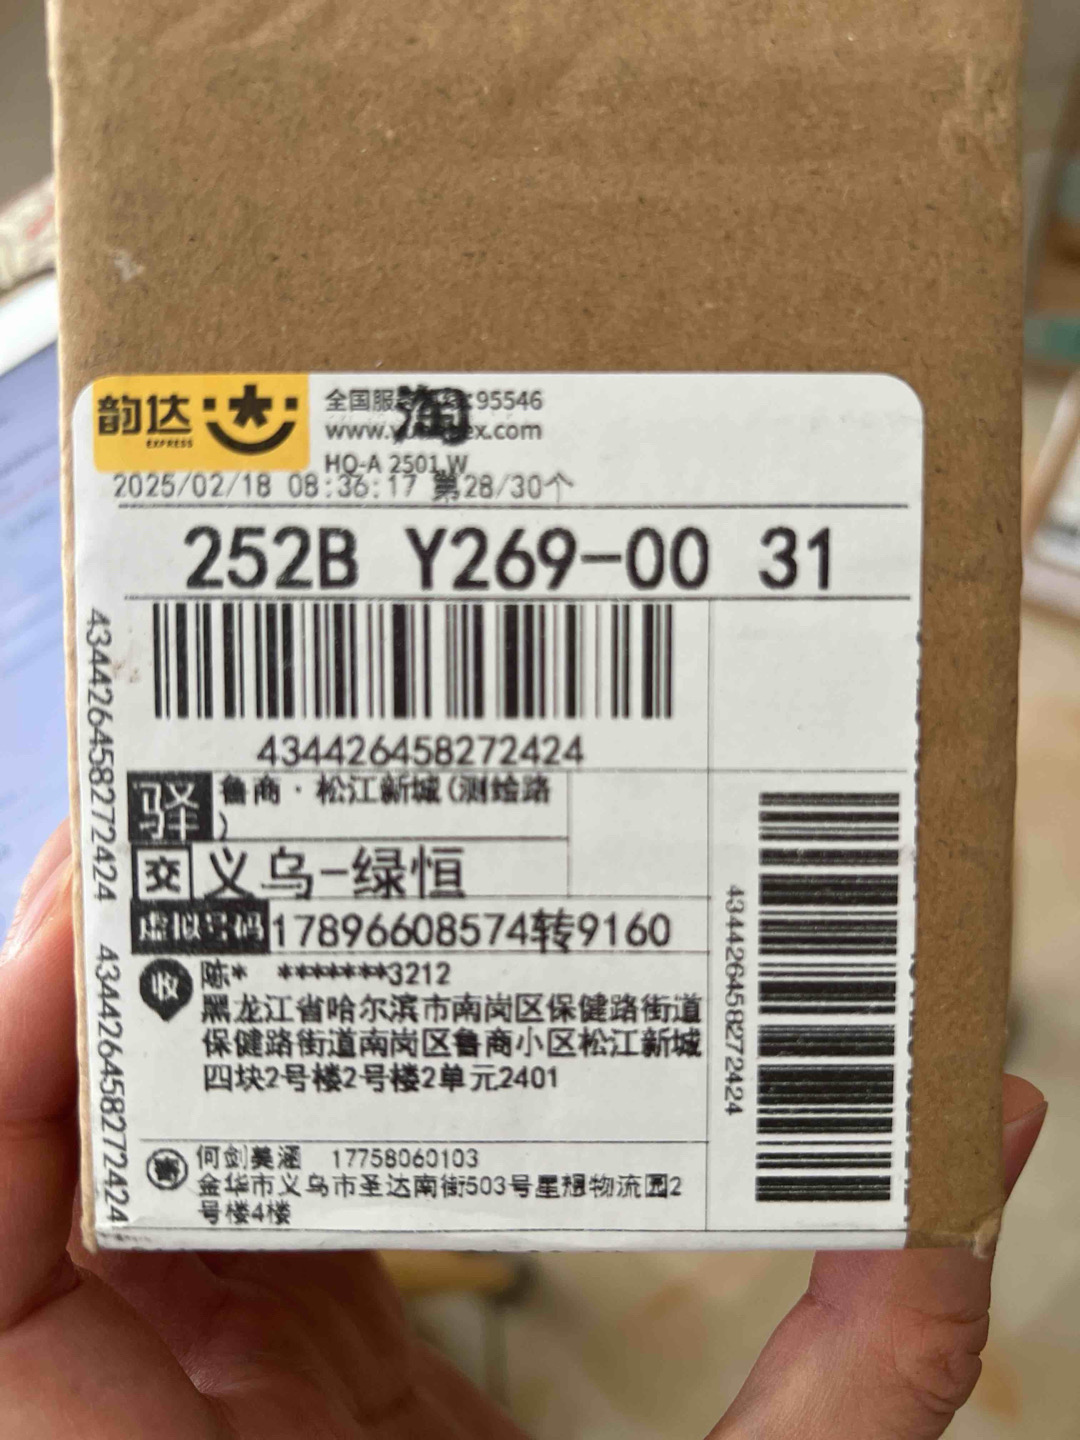 韵达
EXPRESS
淘
全国服 95546
www.y ex.com
HQ-A 2501.W
2025/02/18 08:36:17 第28/30个
252B Y269-00 31
434426458272424
驿
鲁商·松江新城(测绘路
)
交 义乌-绿恒
虚拟号码 17896608574转9160
收 陈* *******3212
黑龙江省哈尔滨市南岗区保健路街道
保健路街道南岗区鲁商小区松江新城
四块2号楼2号楼2单元2401
寄 何剑美涵 17758060103
金华市义乌市圣达南街503号星想物流园2
号楼4楼
434426458272424
434426458272424
434426458272424